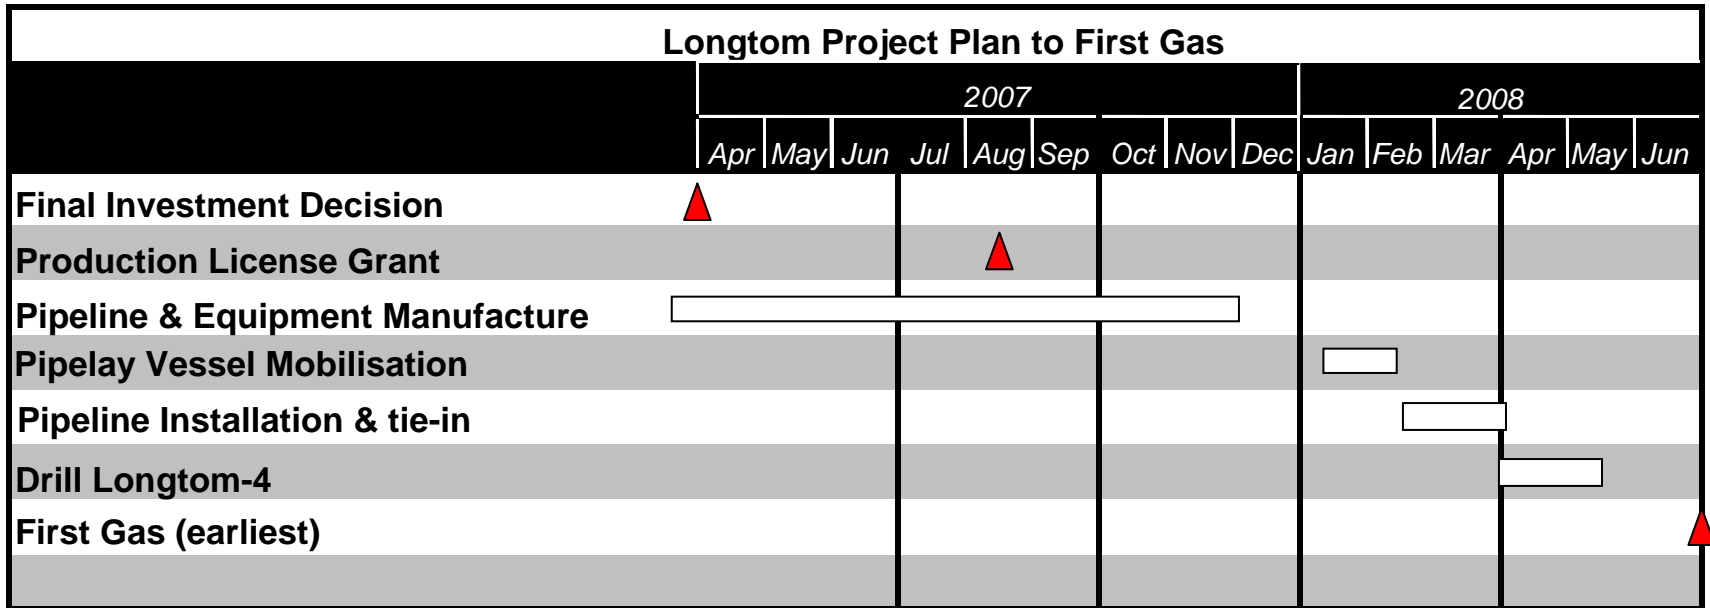 Longtom Project Plan to First Gas
2007 2008
Apr May Jun Jul Aug Sep Oct Nov Dec Jan Feb Mar Apr May Jun
Final Investment Decision
Production License Grant
Pipeline & Equipment Manufacture
Pipelay Vessel Mobilisation
Pipeline Installation & tie-in
Drill Longtom-4
First Gas (earliest)